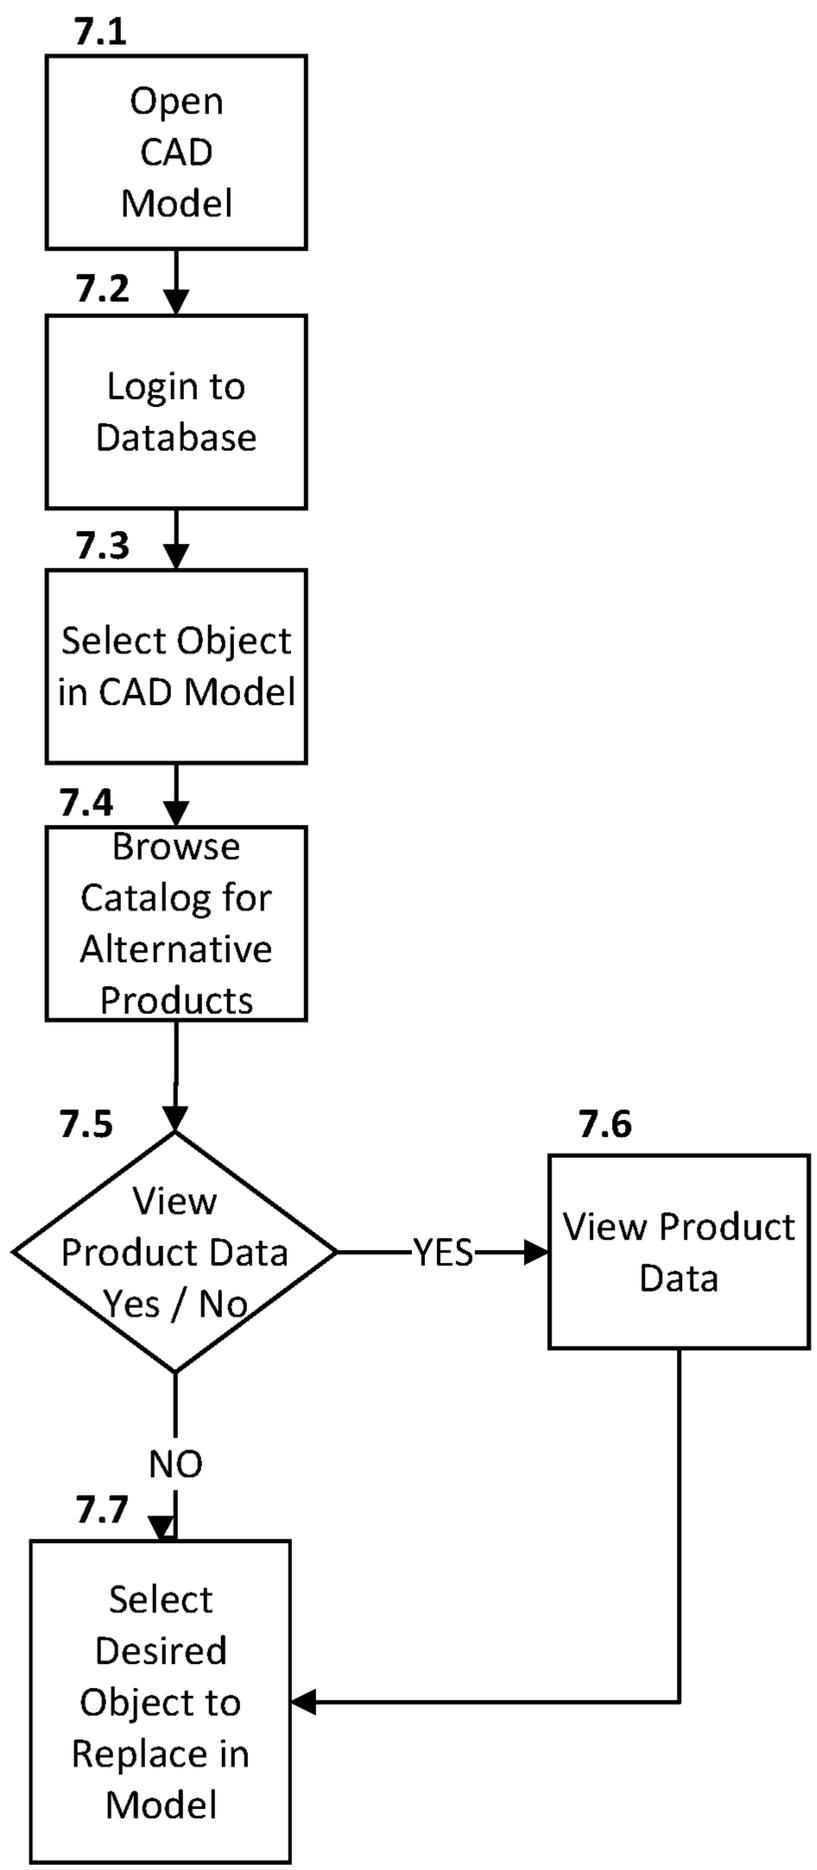 7.1
Open
CAD
Model
7.2
Login to
Database
7.3
Select Object
in CAD Model
7.4
Browse
Catalog for
Alternative
Products
7.5
View
Product Data
Yes / No
YES
7.6
View Product
Data
NO
7.7
Select
Desired
Object to
Replace in
Model